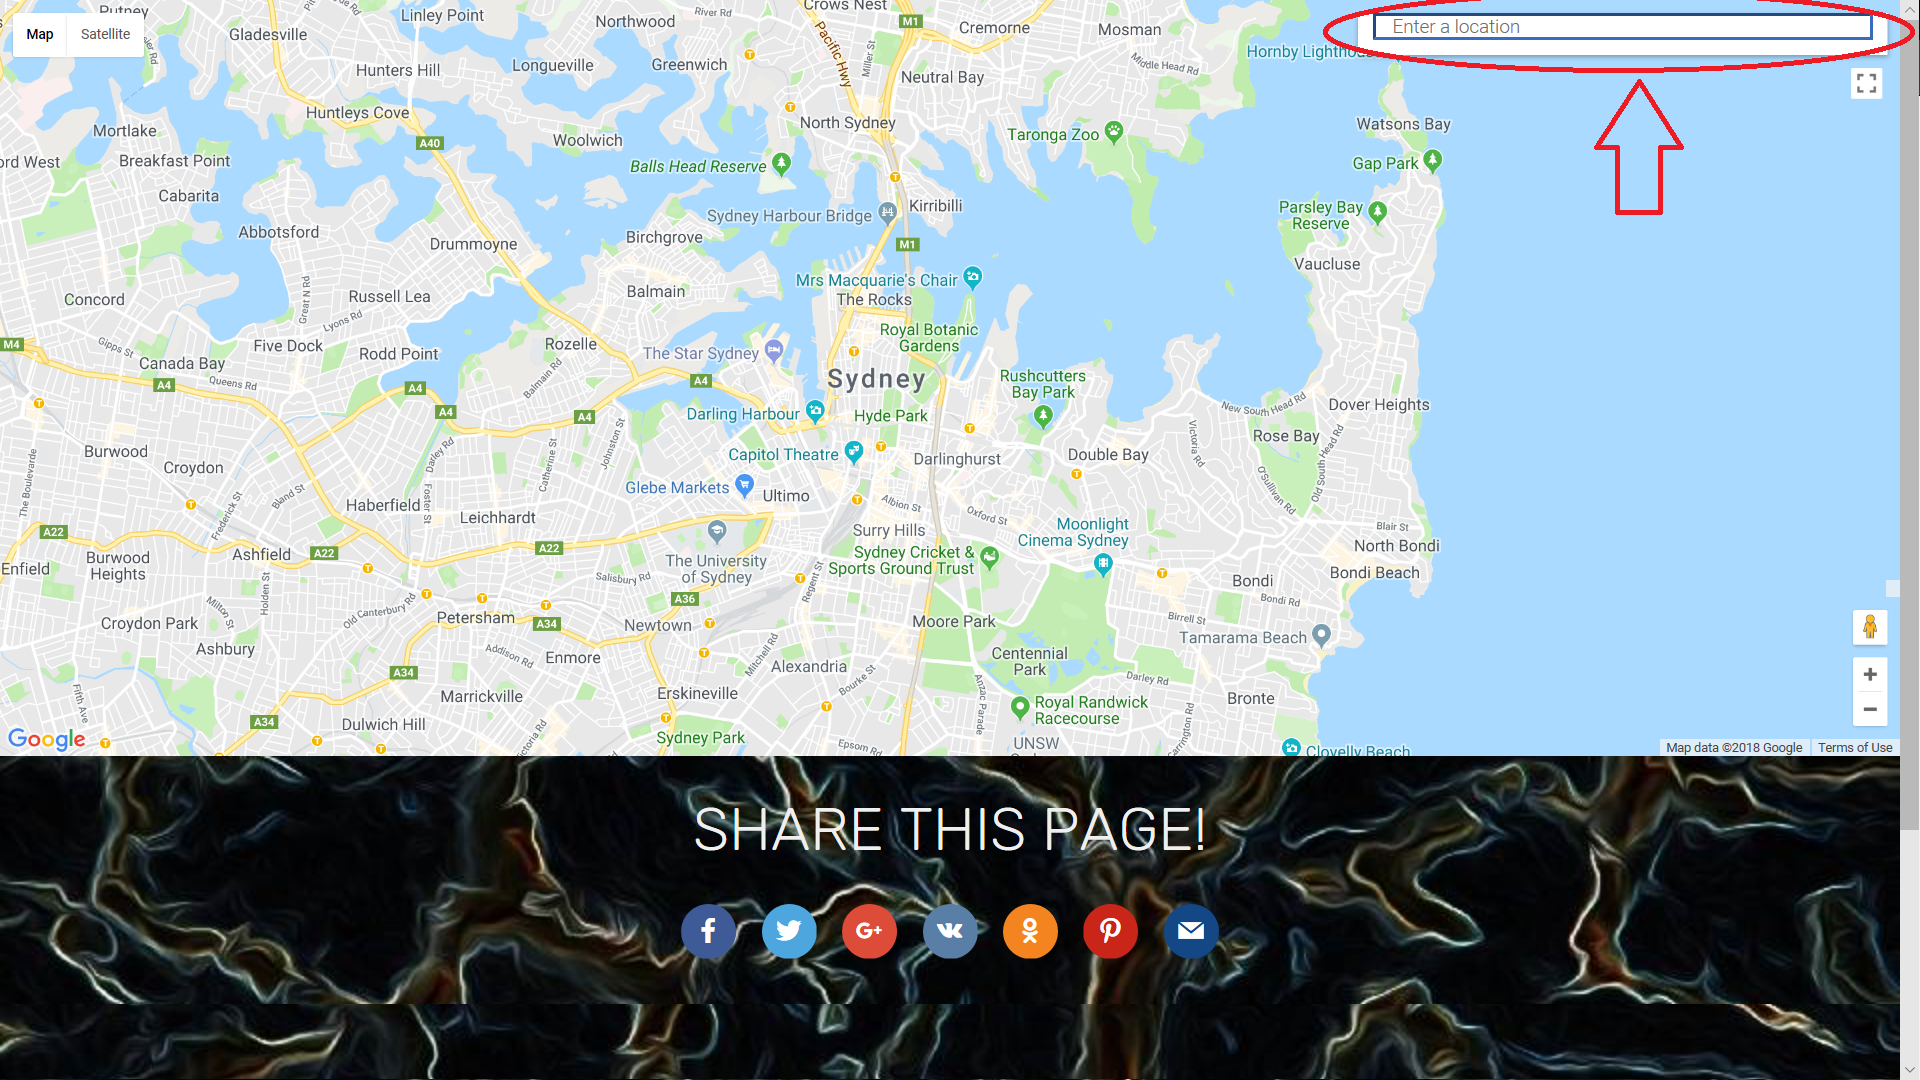 Putney
Linley Point
Northwood
River Rd
Crows Nest
M1
Cremorne
Mosman
Enter a location
Map
Satellite
Gladesville
Pacific Hwy
Miller St
Hornby Lighthou
Hunters Hill
Longueville
Greenwich
Neutral Bay
Middle Head Rd
Huntleys Cove
North Sydney
Watsons Bay
Mortlake
A40
Woolwich
Taronga Zoo
ord West
Breakfast Point
Balls Head Reserve
Gap Park
Cabarita
Sydney Harbour Bridge
Kirribilli
Parsley Bay
Reserve
Abbotsford
Drummoyne
Birchgrove
M1
Vaucluse
Concord
Great N Rd
Russell Lea
Balmain
Mrs Macquarie's Chair
The Rocks
Lyons Rd
Royal Botanic
Gardens
M4
Gipps St
Five Dock
Rodd Point
Rozelle
The Star Sydney
Canada Bay
A4
Queens Rd
A4
Balmain Rd
A4
Sydney
Rushcutters
Bay Park
A4
A4
Darling Harbour
Hyde Park
New South Head Rd
Dover Heights
Burwood
Croydon
Darley Rd
Catherine St
Johnston St
Capitol Theatre
Darlinghurst
Double Bay
Victoria Rd
Rose Bay
Old South Head Rd
The Boulevarde
Frederick St
Bland St
Haberfield
Foster St
Leichhardt
Glebe Markets
Ultimo
Albion St
Oxford St
O'Sullivan Rd
A22
Surry Hills
Moonlight
Cinema Sydney
Blair St
North Bondi
Burwood
Heights
Ashfield
A22
A22
The University
of Sydney
Sydney Cricket &
Sports Ground Trust
Bondi Beach
Enfield
Holden St
Salisbury Rd
Regent St
Bondi
Bondi Rd
Milton St
Old Canterbury Rd
A36
Croydon Park
Petersham
A34
Newtown
Moore Park
Birrell St
Tamarama Beach
Ashbury
Addison Rd
Enmore
Mitchell Rd
Alexandria
Centennial
Park
A34
Bourke St
Darley Rd
Fifth Ave
Marrickville
Erskineville
Anzac Parade
Bronte
Royal Randwick
Racecourse
A34
Dulwich Hill
Victoria Rd
Sydney Park
Epsom Rd
UNSW
Carrington Rd
Clovelly Beach
Google
Map data ©2018 Google
Terms of Use
SHARE THIS PAGE!